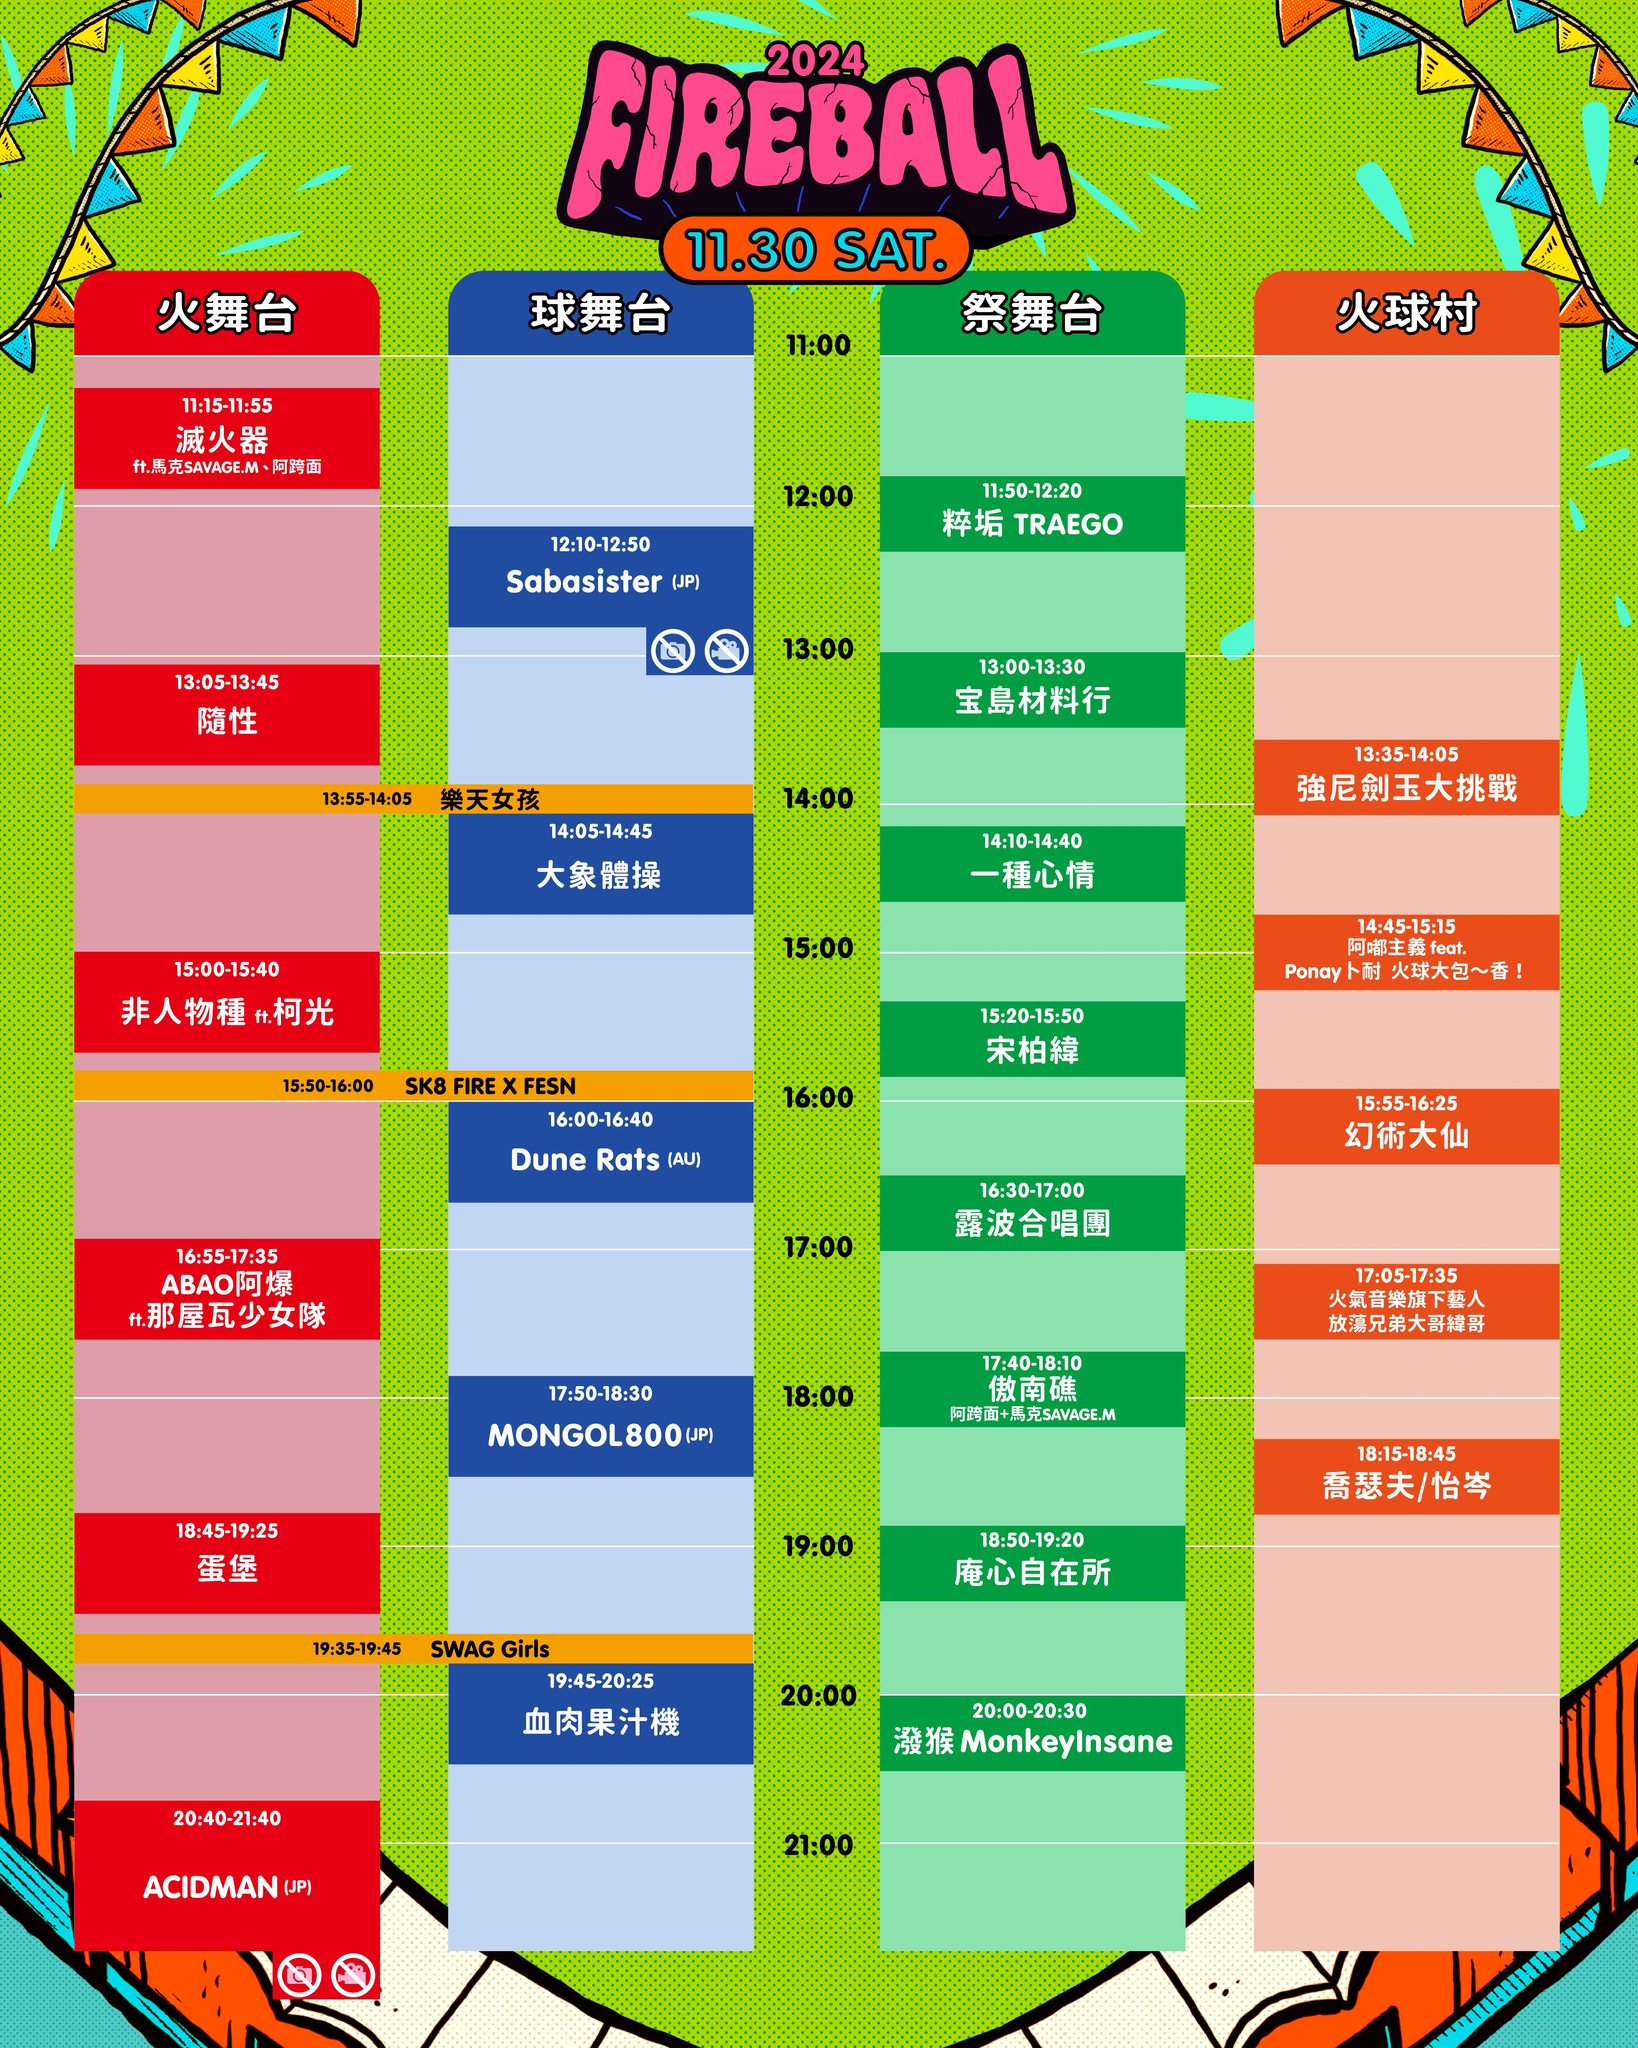 2024
FIREBALL
11.30 SAT.
火舞台
11:15-11:55
滅火器
ft.馬克SAVAGE.M、阿跨面
13:05-13:45
隨性
13:55-14:05 樂天女孩
15:00-15:40
非人物種 ft.柯光
15:50-16:00 SK8 FIRE X FESN
16:55-17:35
ABAO阿爆
ft.那屋瓦少女隊
18:45-19:25
蛋堡
19:35-19:45 SWAG Girls
20:40-21:40
ACIDMAN (JP)
球舞台
12:10-12:50
Sabasister (JP)
14:05-14:45
大象體操
16:00-16:40
Dune Rats (AU)
17:50-18:30
MONGOL800 (JP)
19:45-20:25
血肉果汁機
11:00
12:00
13:00
14:00
15:00
16:00
17:00
18:00
19:00
20:00
21:00
祭舞台
11:50-12:20
粹垢 TRAEGO
13:00-13:30
宝島材料行
14:10-14:40
一種心情
15:20-15:50
宋柏緯
16:30-17:00
露波合唱團
17:40-18:10
傲南礁
阿跨面+馬克SAVAGE.M
18:50-19:20
庵心自在所
20:00-20:30
潑猴 MonkeyInsane
火球村
13:35-14:05
強尼劍玉大挑戰
14:45-15:15
阿嘟主義 feat.
Ponay卜耐 火球大包～香！
15:55-16:25
幻術大仙
17:05-17:35
火氣音樂旗下藝人
放蕩兄弟大哥緯哥
18:15-18:45
喬瑟夫/怡岑